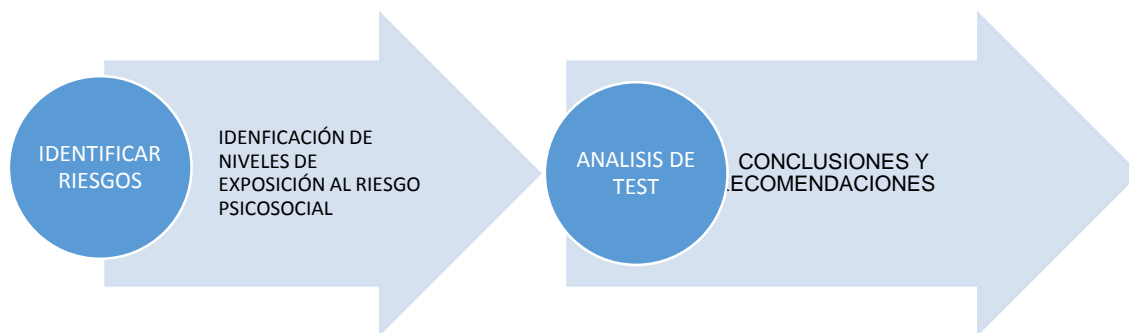 IDENTIFICAR
RIESGOS
IDENFICACIÓN DE
NIVELES DE
EXPOSICIÓN AL RIESGO
PSICOSOCIAL
ANALISIS DE
TEST
CONCLUSIONES Y
ECOMENDACIONES